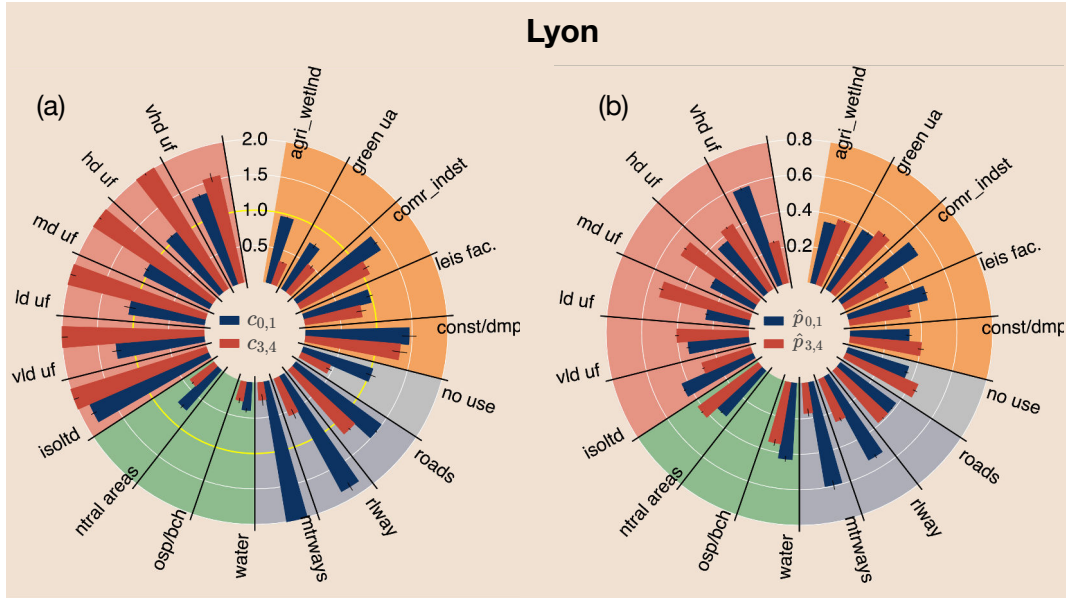 Lyon
(a)
vhd uf
hd uf
md uf
ld uf
vld uf
isoltd
ntral areas
osp/bch
water
mtrways
rlway
roads
no use
const/dmp
leis fac.
comr_indst
green ua
agri_wetlnd
2.0
1.5
1.0
0.5
c0,1
c3,4
(b)
vhd uf
hd uf
md uf
ld uf
vld uf
isoltd
ntral areas
osp/bch
water
mtrways
rlway
roads
no use
const/dmp
leis fac.
comr_indst
green ua
agri_wetlnd
0.8
0.6
0.4
0.2
p̂0,1
p̂3,4